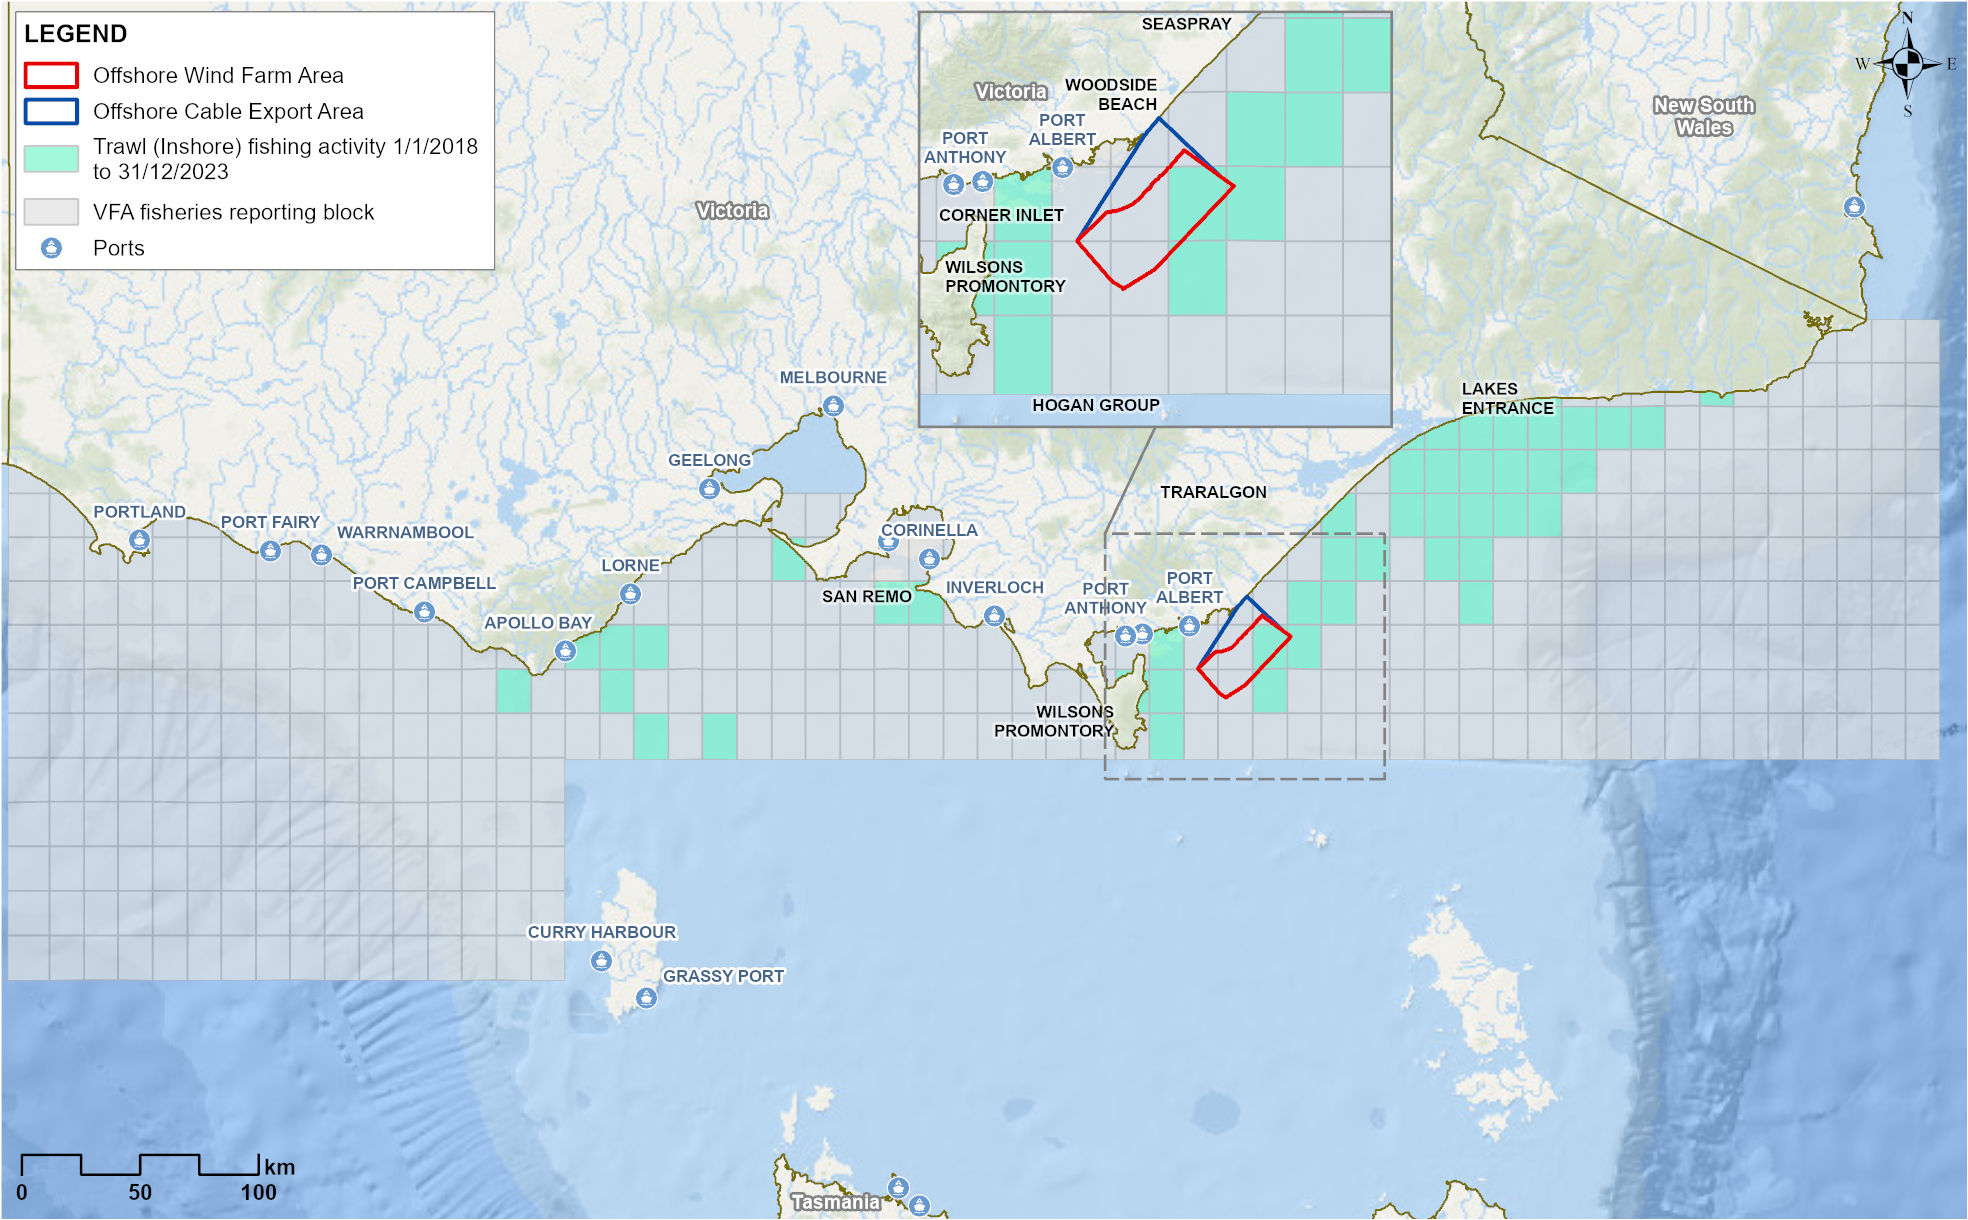 LEGEND
Offshore Wind Farm Area
Offshore Cable Export Area
Trawl (Inshore) fishing activity 1/1/2018
to 31/12/2023
VFA fisheries reporting block
Ports
SEASPRAY
Victoria
WOODSIDE
BEACH
PORT
ALBERT
PORT
ANTHONY
CORNER INLET
WILSONS
PROMONTORY
HOGAN GROUP
N
W
E
S
New South
Wales
Victoria
MELBOURNE
LAKES
ENTRANCE
GEELONG
TRARALGON
PORTLAND
PORT FAIRY
WARRNAMBOOL
CORINELLA
LORNE
PORT CAMPBELL
SAN REMO
INVERLOCH
PORT
ANTHONY
PORT
ALBERT
APOLLO BAY
WILSONS
PROMONTORY
CURRY HARBOUR
GRASSY PORT
Tasmania
km
0
50
100